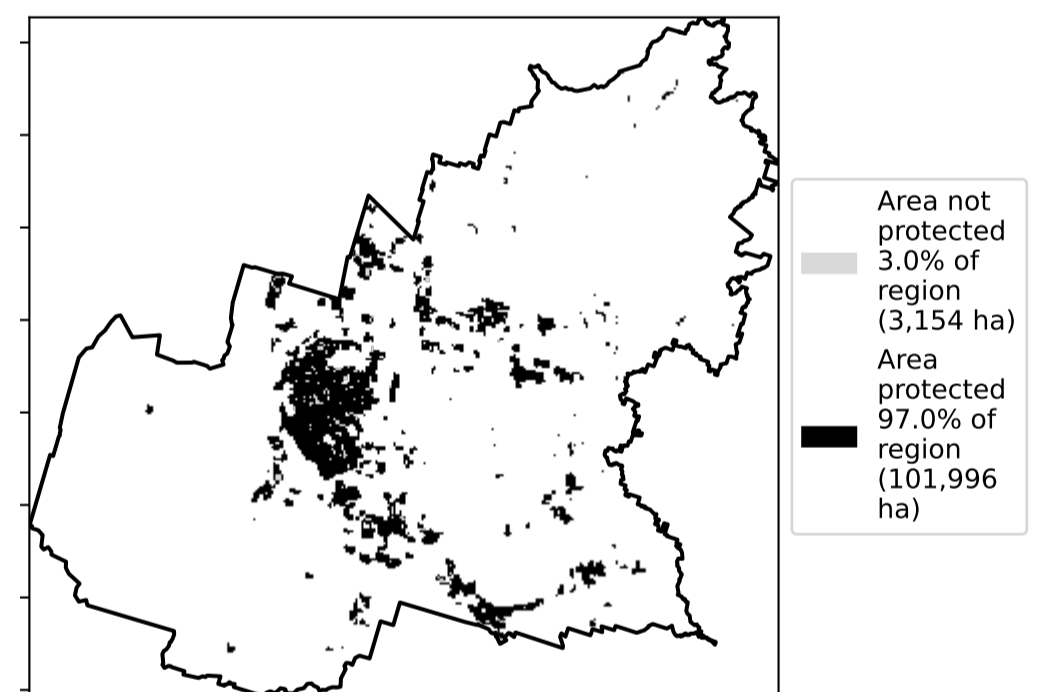 Area not
protected
3.0% of
region
(3,154 ha)
Area
protected
97.0% of
region
(101,996
ha)